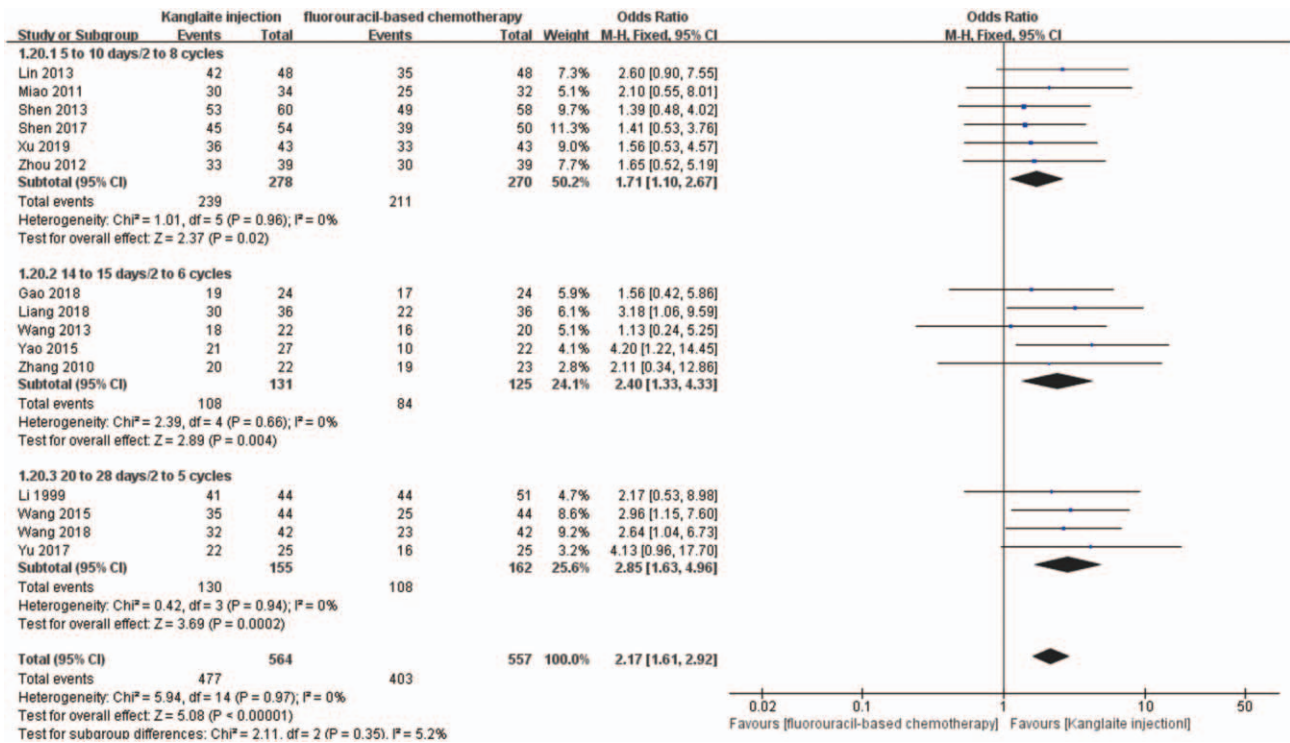 Kanglaite injection fluorouracil-based chemotherapy Odds Ratio Odds Ratio
Study or Subgroup Events Total Events Total Weight M-H, Fixed, 95% CI M-H, Fixed, 95% CI
1.20.1 5 to 10 days/2 to 8 cycles
Lin 2013 42 48 35 48 7.3% 2.60 [0.90, 7.55]
Miao 2011 30 34 25 32 5.1% 2.10 [0.55, 8.01]
Shen 2013 53 60 49 58 9.7% 1.39 [0.48, 4.02]
Shen 2017 45 54 39 50 11.3% 1.41 [0.53, 3.76]
Xu 2019 36 43 33 43 9.0% 1.56 [0.53, 4.57]
Zhou 2012 33 39 30 39 7.7% 1.65 [0.52, 5.19]
Subtotal (95% CI) 278 270 50.2% 1.71 [1.10, 2.67]
Total events 239 211
Heterogeneity: Chi² = 1.01, df = 5 (P = 0.96); I² = 0%
Test for overall effect: Z = 2.37 (P = 0.02)
1.20.2 14 to 15 days/2 to 6 cycles
Gao 2018 19 24 17 24 5.9% 1.56 [0.42, 5.86]
Liang 2018 30 36 22 36 6.1% 3.18 [1.06, 9.59]
Wang 2013 18 22 16 20 5.1% 1.13 [0.24, 5.25]
Yao 2015 21 27 10 22 4.1% 4.20 [1.22, 14.45]
Zhang 2010 20 22 19 23 2.8% 2.11 [0.34, 12.86]
Subtotal (95% CI) 131 125 24.1% 2.40 [1.33, 4.33]
Total events 108 84
Heterogeneity: Chi² = 2.39, df = 4 (P = 0.66); I² = 0%
Test for overall effect: Z = 2.89 (P = 0.004)
1.20.3 20 to 28 days/2 to 5 cycles
Li 1999 41 44 44 51 4.7% 2.17 [0.53, 8.98]
Wang 2015 35 44 25 44 8.6% 2.96 [1.15, 7.60]
Wang 2018 32 42 23 42 9.2% 2.64 [1.04, 6.73]
Yu 2017 22 25 16 25 3.2% 4.13 [0.96, 17.70]
Subtotal (95% CI) 155 162 25.6% 2.85 [1.63, 4.96]
Total events 130 108
Heterogeneity: Chi² = 0.42, df = 3 (P = 0.94); I² = 0%
Test for overall effect: Z = 3.69 (P = 0.0002)
Total (95% CI) 564 557 100.0% 2.17 [1.61, 2.92]
Total events 477 403
Heterogeneity: Chi² = 5.94, df = 14 (P = 0.97); I² = 0%
Test for overall effect: Z = 5.08 (P < 0.00001)
Test for subgroup differences: Chi² = 2.11, df = 2 (P = 0.35), I² = 5.2%
0.02 0.1 1 10 50
Favours [fluorouracil-based chemotherapy] Favours [Kanglaite injectionl]